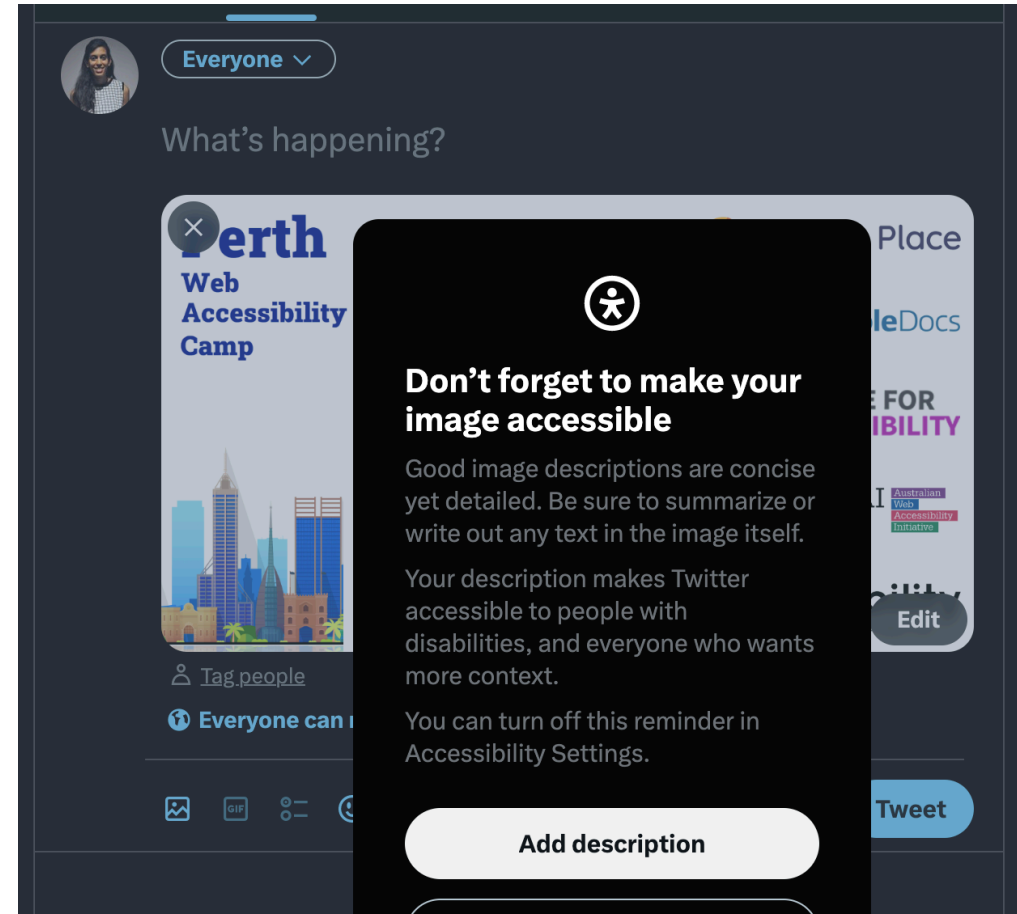 Everyone
What’s happening?
Perth
Web
Accessibility
Camp
Place
leDocs
FOR
IBILITY
Australian
Web
Accessibility
Initiative
Edit
Don’t forget to make your
image accessible
Good image descriptions are concise
yet detailed. Be sure to summarize or
write out any text in the image itself.
Your description makes Twitter
accessible to people with
disabilities, and everyone who wants
more context.
You can turn off this reminder in
Accessibility Settings.
Add description
Tag people
Everyone can
GIF
Tweet